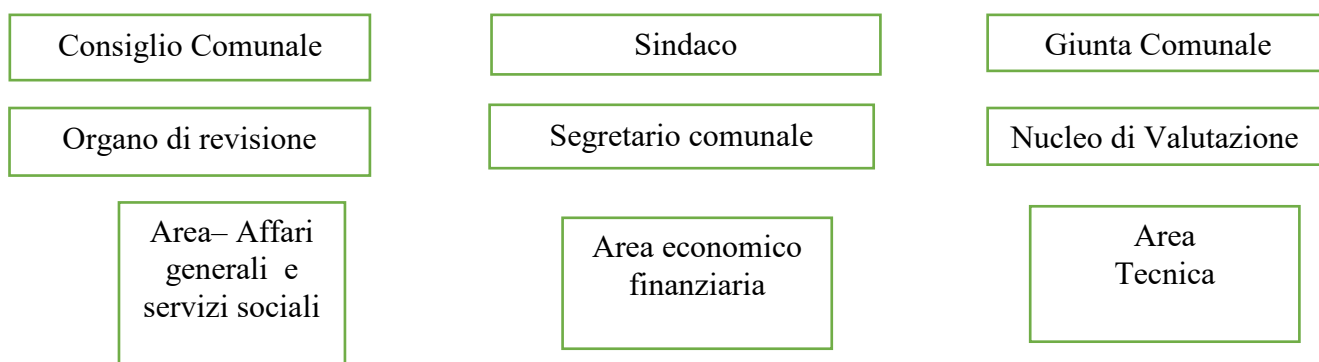 Consiglio Comunale
Sindaco
Giunta Comunale
Organo di revisione
Segretario comunale
Nucleo di Valutazione
Area– Affari
generali e
servizi sociali
Area economico
finanziaria
Area
Tecnica